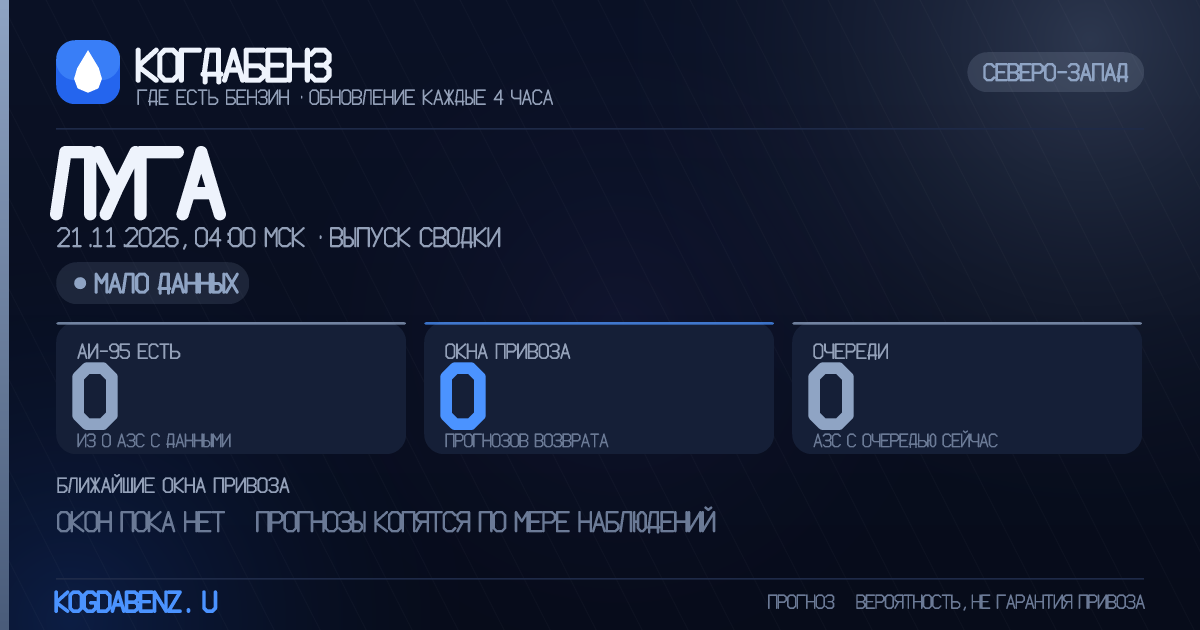 КОГДАБЕНЗ
ГДЕ ЕСТЬ БЕНЗИН · ОБНОВЛЕНИЕ КАЖДЫЕ 4 ЧАСА
СЕВЕРО-ЗАПАД
ЛУГА
21.11.2026, 04:00 МСК · ВЫПУСК СВОДКИ
МАЛО ДАННЫХ
АИ-95 ЕСТЬ
0
ИЗ 0 АЗС С ДАННЫМИ
ОКНА ПРИВОЗА
0
ПРОГНОЗОВ ВОЗВРАТА
ОЧЕРЕДИ
0
АЗС С ОЧЕРЕДЬЮ СЕЙЧАС
БЛИЖАЙШИЕ ОКНА ПРИВОЗА
ОКОН ПОКА НЕТ ПРОГНОЗЫ КОПЯТСЯ ПО МЕРЕ НАБЛЮДЕНИЙ
KOGDABENZ. U
ПРОГНОЗ ВЕРОЯТНОСТЬ, НЕ ГАРАНТИЯ ПРИВОЗА